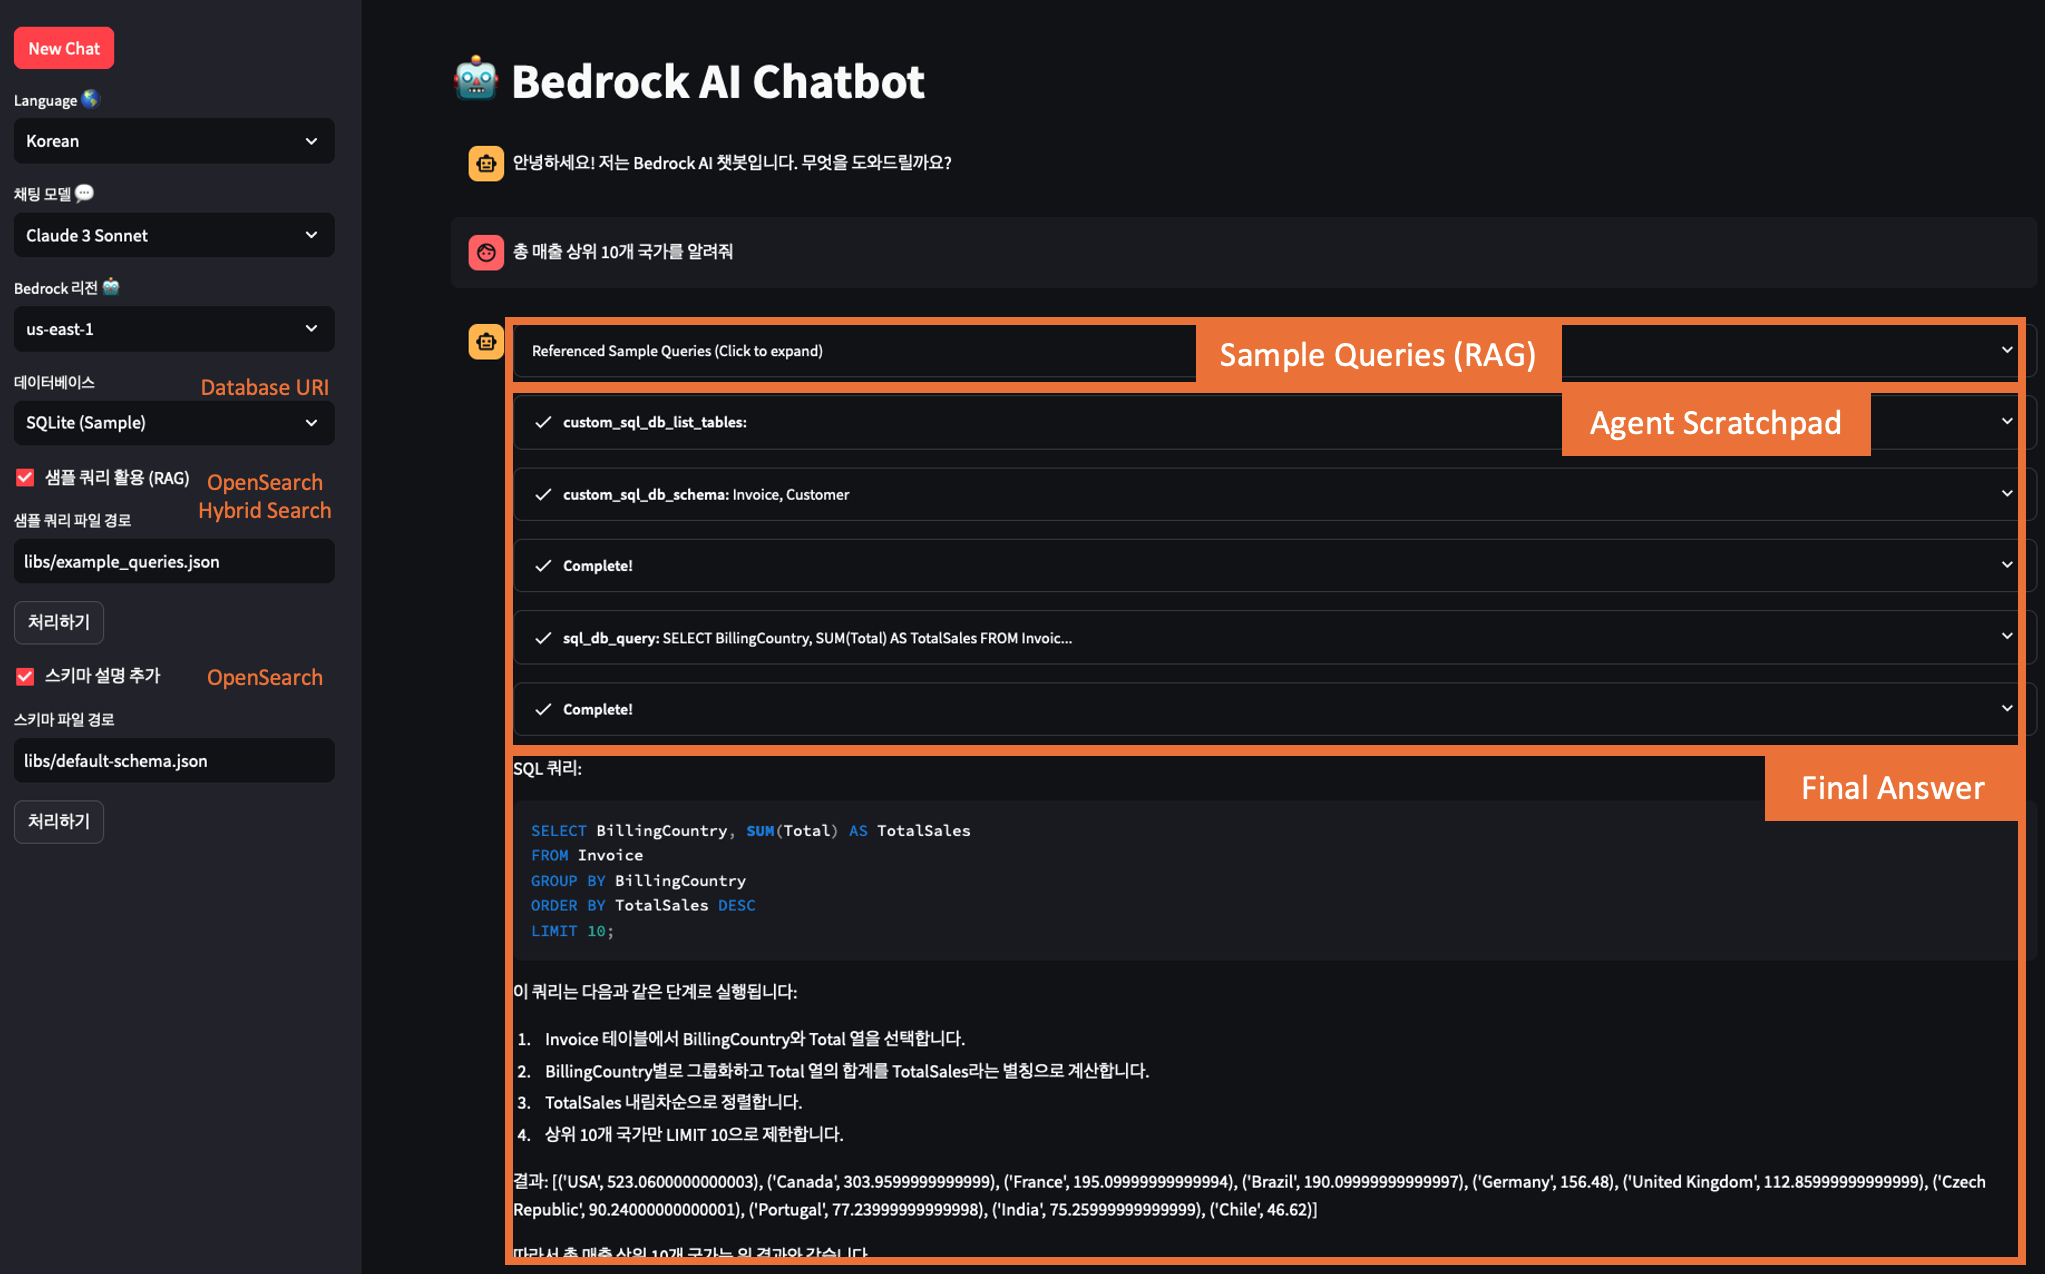 New Chat
Language
Korean
채팅 모델
Claude 3 Sonnet
Bedrock 리전
us-east-1
데이터베이스
Database URI
SQLite (Sample)
샘플 쿼리 활용 (RAG)
OpenSearch
Hybrid Search
샘플 쿼리 파일 경로
libs/example_queries.json
처리하기
스키마 설명 추가
OpenSearch
스키마 파일 경로
libs/default-schema.json
처리하기
Bedrock AI Chatbot
안녕하세요! 저는 Bedrock AI 챗봇입니다. 무엇을 도와드릴까요?
총 매출 상위 10개 국가를 알려줘
Referenced Sample Queries (Click to expand)
Sample Queries (RAG)
custom_sql_db_list_tables:
Agent Scratchpad
custom_sql_db_schema: Invoice, Customer
Complete!
sql_db_query: SELECT BillingCountry, SUM(Total) AS TotalSales FROM Invoic...
Complete!
SQL 쿼리:
Final Answer
SELECT BillingCountry, SUM(Total) AS TotalSales
FROM Invoice
GROUP BY BillingCountry
ORDER BY TotalSales DESC
LIMIT 10;
이 쿼리는 다음과 같은 단계로 실행됩니다:
1. Invoice 테이블에서 BillingCountry와 Total 열을 선택합니다.
2. BillingCountry별로 그룹화하고 Total 열의 합계를 TotalSales라는 별칭으로 계산합니다.
3. TotalSales 내림차순으로 정렬합니다.
4. 상위 10개 국가만 LIMIT 10으로 제한합니다.
결과: [('USA', 523.0600000000003), ('Canada', 303.9599999999999), ('France', 195.09999999999994), ('Brazil', 190.09999999999997), ('Germany', 156.48), ('United Kingdom', 112.85999999999999), ('Czech
Republic', 90.24000000000001), ('Portugal', 77.23999999999998), ('India', 75.25999999999999), ('Chile', 46.62)]
따라서 총 매출 상위 10개 국가는 위 결과와 같습니다.